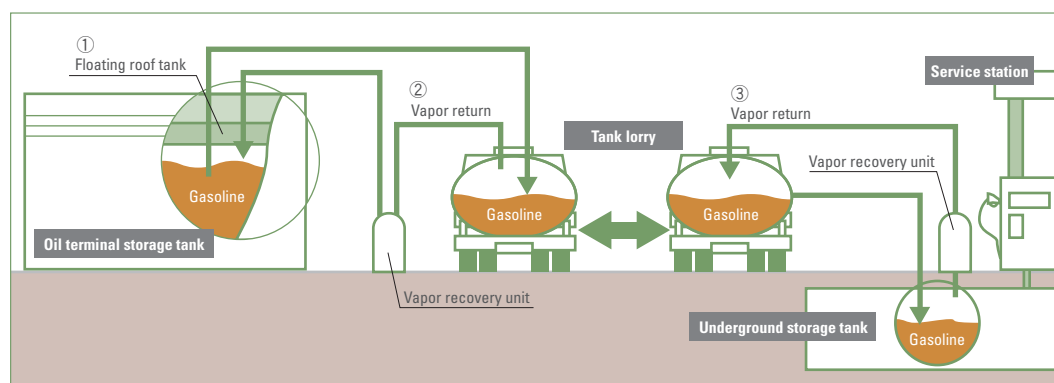 ①
Floating roof tank
②
Vapor return
③
Vapor return
Service station
Tank lorry
Vapor recovery unit
Gasoline
Gasoline
Gasoline
Oil terminal storage tank
Vapor recovery unit
Underground storage tank
Gasoline